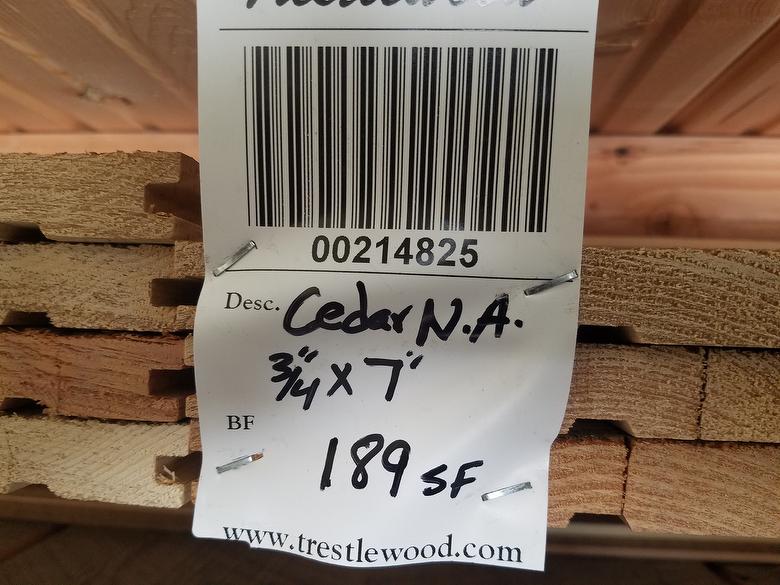 00214825
Desc. Cedar N.A.
3/4" x 7"
BF
189 SF
www.trestlewood.com